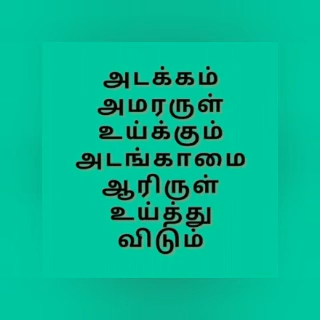 அடக்கம்
அமரருள்
உய்க்கும்
அடங்காமை
ஆரிருள்
உய்த்து
விடும்